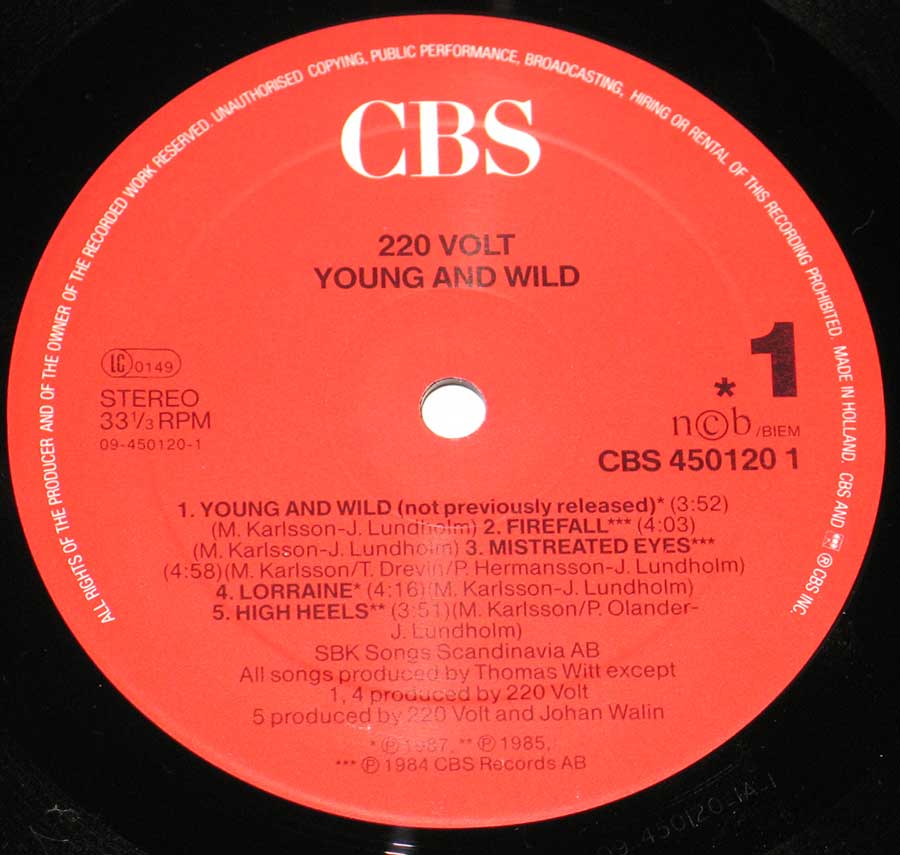 ALL RIGHTS OF THE PRODUCER AND OF THE OWNER OF THE RECORDED WORK RESERVED. UNAUTHORISED COPYING, PUBLIC PERFORMANCE, BROADCASTING, HIRING OR RENTAL OF THIS RECORDING PROHIBITED. MADE IN HOLLAND. CBS AND ℗ CBS INC.
CBS
220 VOLT
YOUNG AND WILD
LC 0149
STEREO
33 1/3 RPM
09-450120-1
1
*
n©b /BIEM
CBS 450120 1
1. YOUNG AND WILD (not previously released)* (3:52)
(M. Karlsson-J. Lundholm) 2. FIREFALL*** (4:03)
(M. Karlsson-J. Lundholm) 3. MISTREATED EYES***
(4:58)(M. Karlsson/T. Drevin/P. Hermansson-J. Lundholm)
4. LORRAINE* (4:16)(M. Karlsson-J. Lundholm)
5. HIGH HEELS** (3:51)(M. Karlsson/P. Olander-
J. Lundholm)
SBK Songs Scandinavia AB
All songs produced by Thomas Witt except
1, 4 produced by 220 Volt
5 produced by 220 Volt and Johan Walin
* ℗ 1987, ** ℗ 1985,
*** ℗ 1984 CBS Records AB
09-450120-1A-1